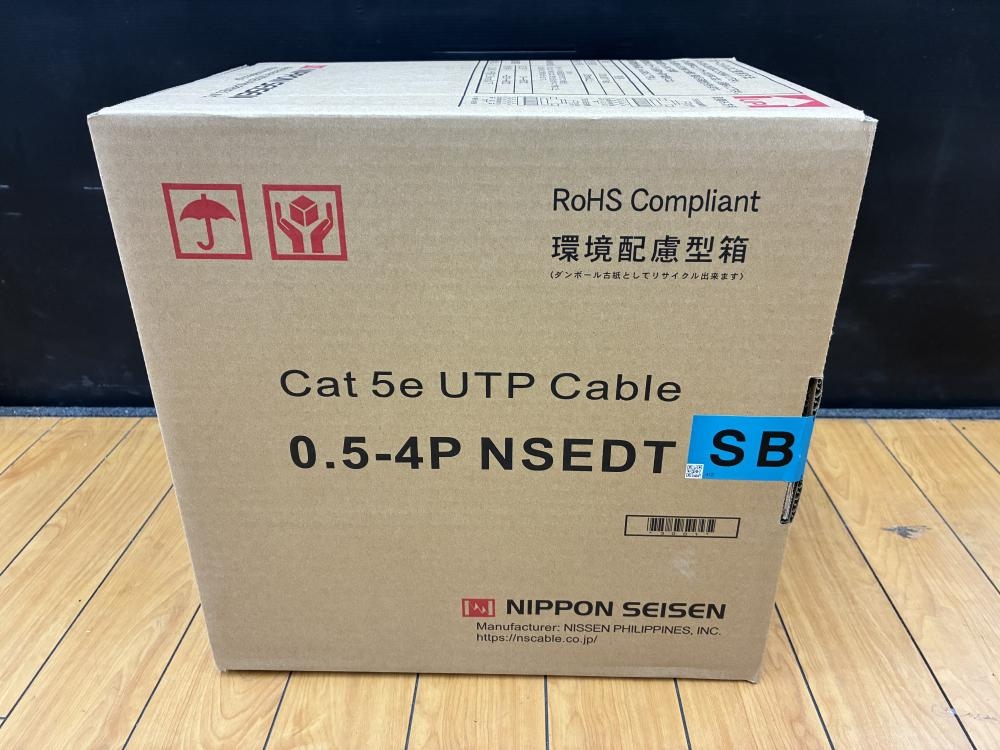 NIPPON SEISEN
RoHS Compliant
環境配慮型箱
(ダンボール古紙としてリサイクル出来ます)
Cat 5e UTP Cable
0.5-4P NSEDT SB
NIPPON SEISEN
Manufacturer: NISSEN PHILIPPINES, INC.
https://nscable.co.jp/